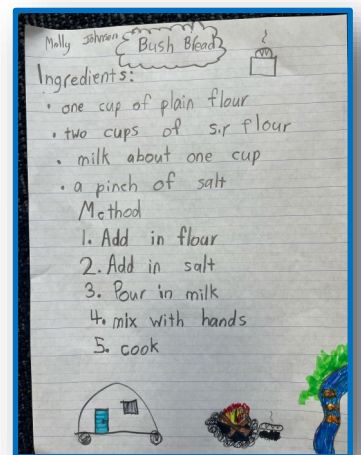 Molly Johnson
Bush Bread
Ingredients:
• one cup of plain flour
• two cups of s.r flour
• milk about one cup
• a pinch of salt
Method
1. Add in flour
2. Add in salt
3. Pour in milk
4. mix with hands
5. cook